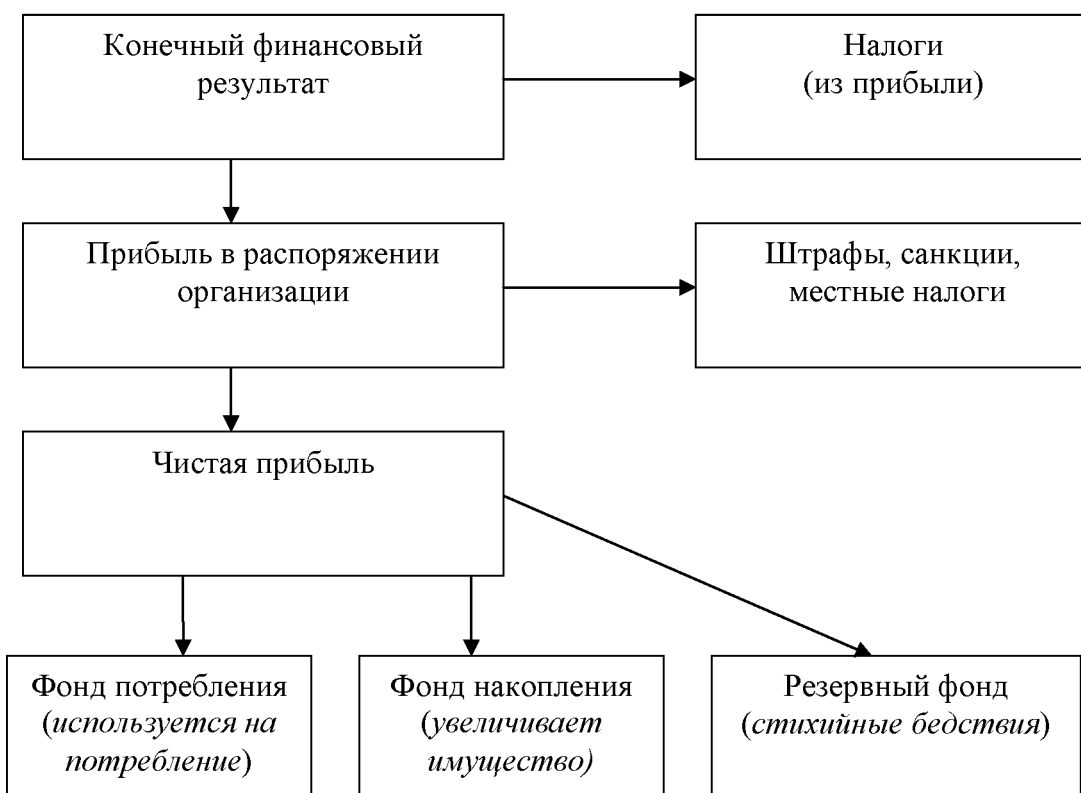 Конечный финансовый
результат
Налоги
(из прибыли)
Прибыль в распоряжении
организации
Штрафы, санкции,
местные налоги
Чистая прибыль
Фонд потребления
(используется на
потребление)
Фонд накопления
(увеличивает
имущество)
Резервный фонд
(стихийные бедствия)